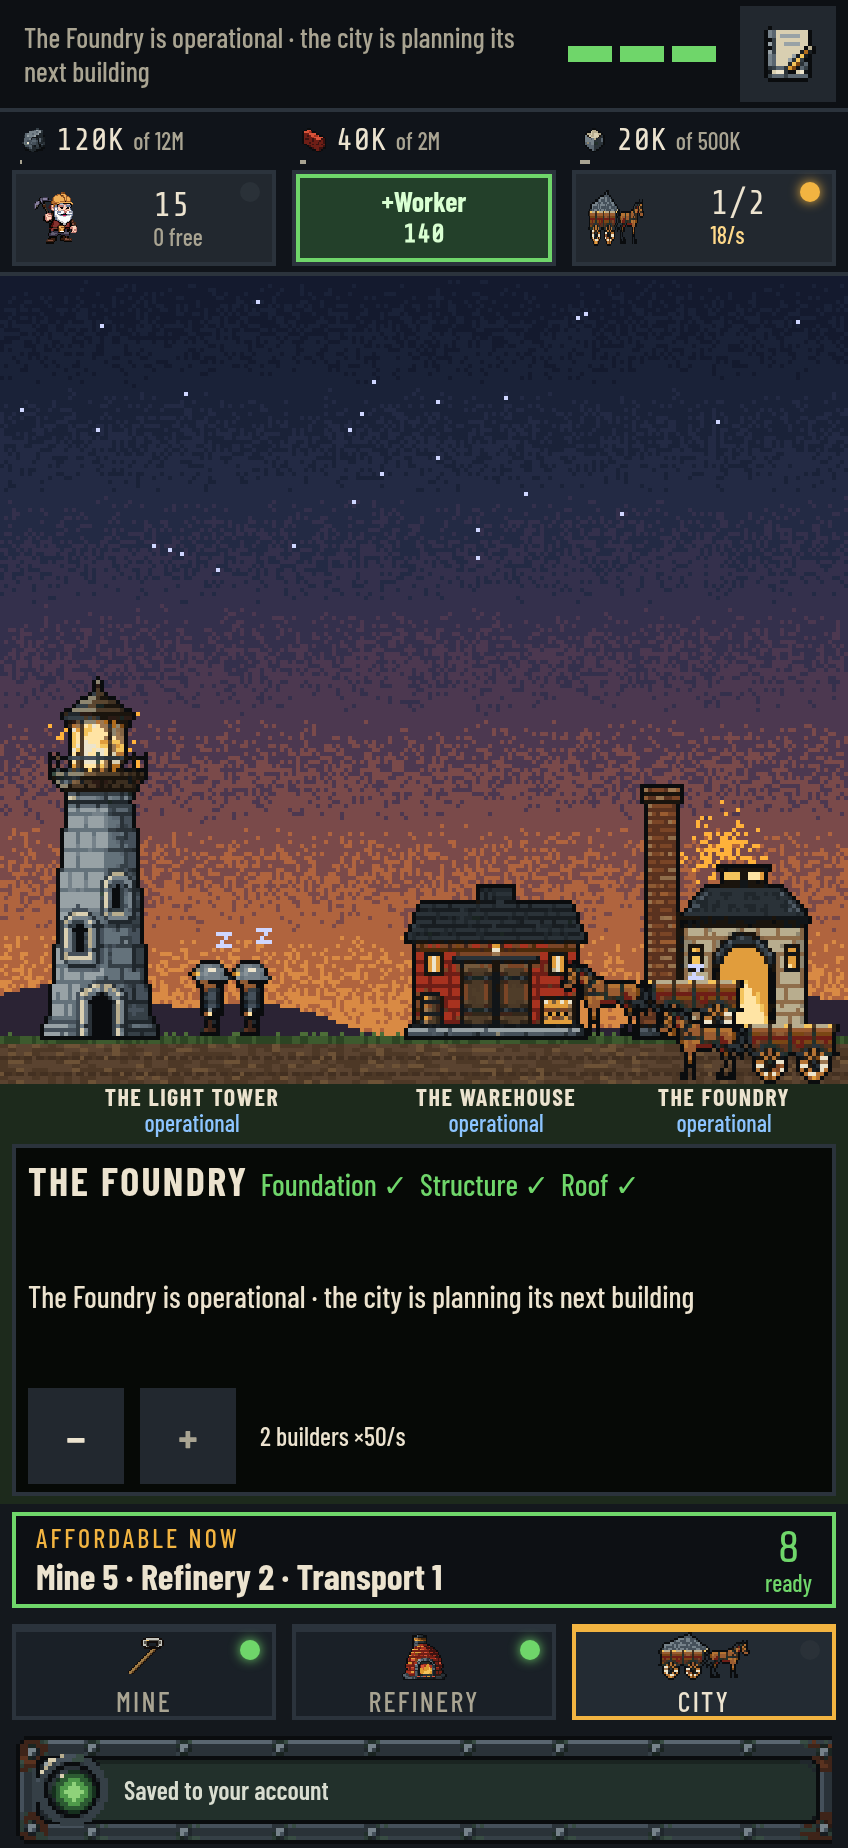 The Foundry is operational · the city is planning its
next building
120K of 12M
40K of 2M
20K of 500K
15
0 free
+Worker
140
1/2
18/s
z z
z
THE LIGHT TOWER
operational
THE WAREHOUSE
operational
THE FOUNDRY
operational
THE FOUNDRY Foundation ✓ Structure ✓ Roof ✓
The Foundry is operational · the city is planning its next building
− + 2 builders ×50/s
AFFORDABLE NOW
Mine 5 · Refinery 2 · Transport 1
8
ready
MINE
REFINERY
CITY
Saved to your account